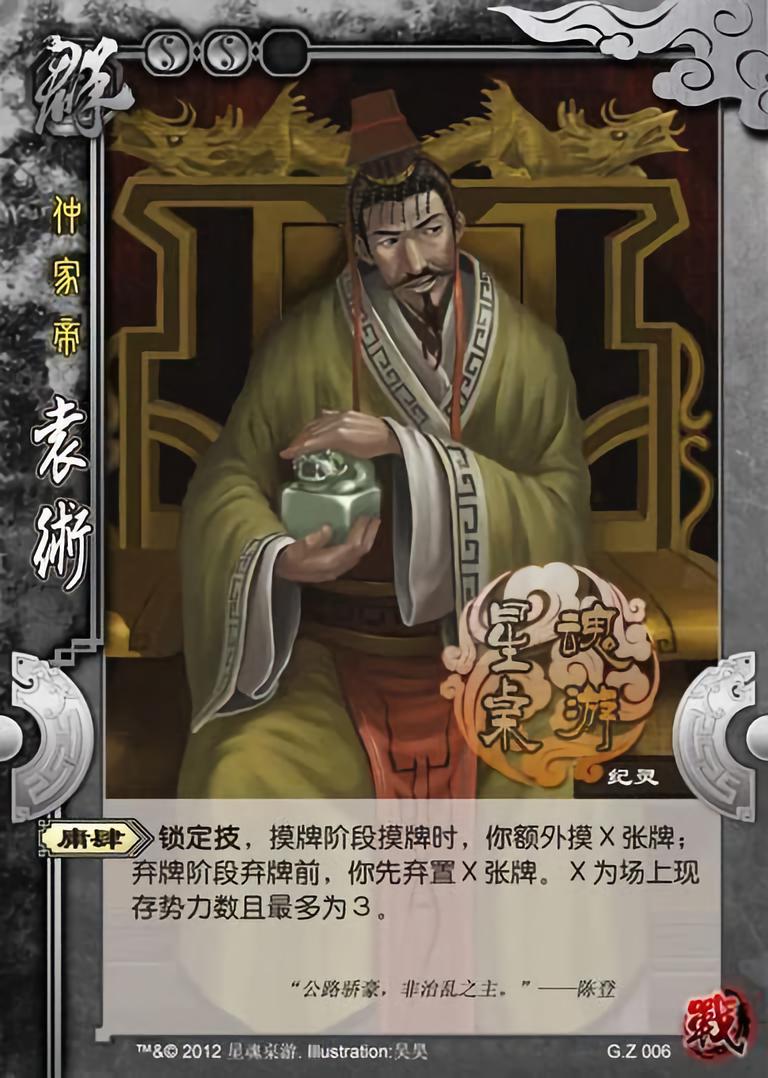 群
仲家帝
袁術
星魂桌游
纪灵
庸肆 锁定技，摸牌阶段摸牌时，你额外摸X张牌；
弃牌阶段弃牌前，你先弃置X张牌。X为场上现
存势力数且最多为3。
“公路骄豪，非治乱之主。”——陈登
™&© 2012 星魂桌游. Illustration:吴昊
G.Z 006
戰